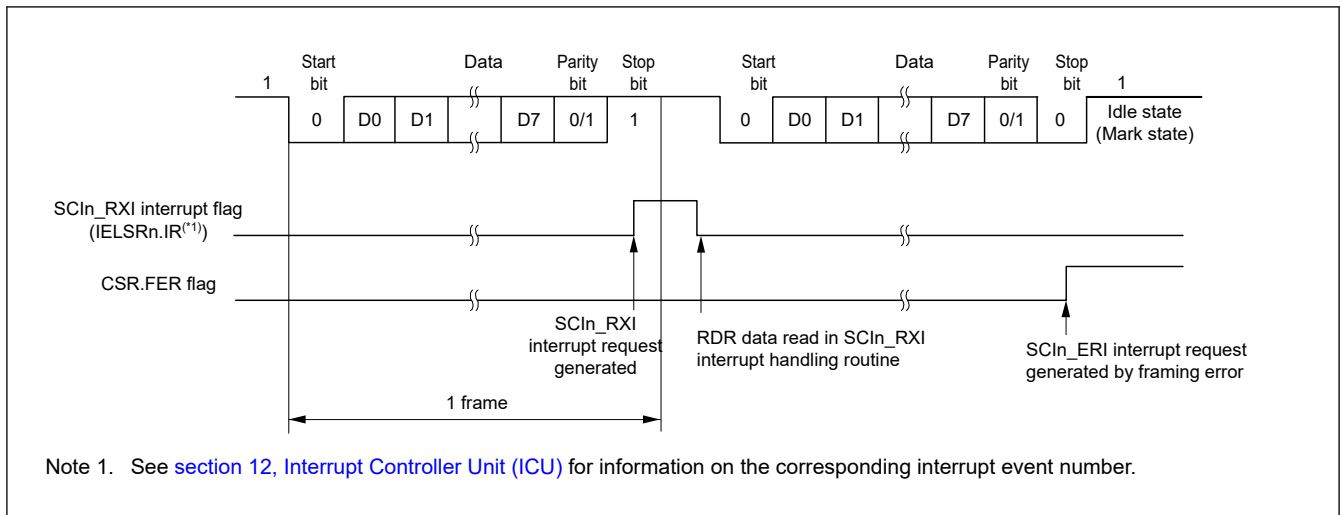 Start bit Data Parity bit Stop bit Start bit Data Parity bit Stop bit
1 1
0 D0 D1 D7 0/1 1 0 D0 D1 D7 0/1 0 Idle state
(Mark state)
SCIn_RXI interrupt flag
(IELSRn.IR(*1))
CSR.FER flag
SCIn_RXI
interrupt request
generated
RDR data read in SCIn_RXI
interrupt handling routine
SCIn_ERI interrupt request
generated by framing error
1 frame
Note 1. See section 12, Interrupt Controller Unit (ICU) for information on the corresponding interrupt event number.